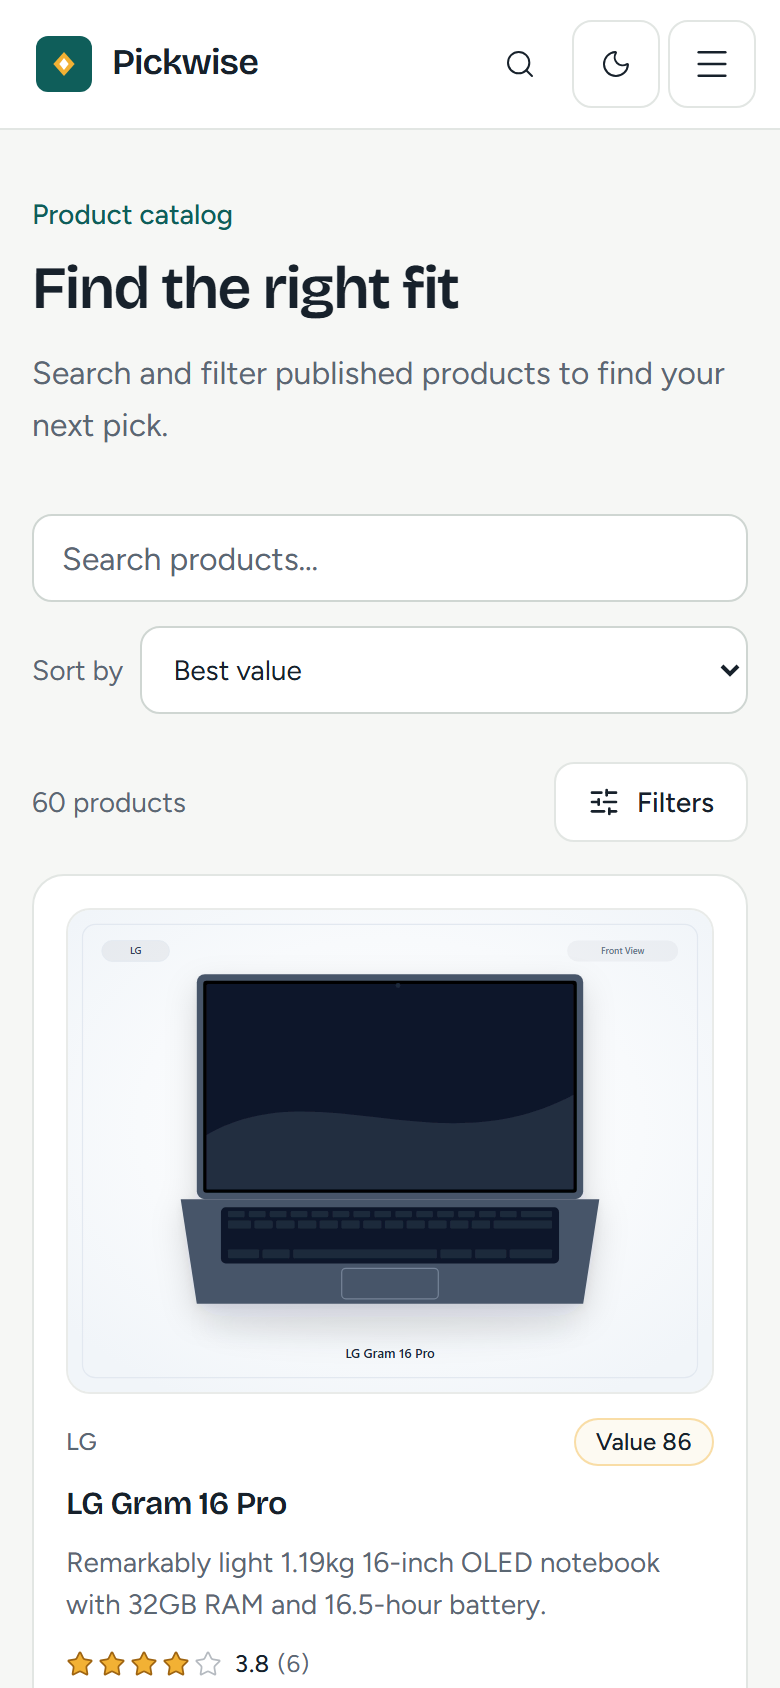 Pickwise
Product catalog
Find the right fit
Search and filter published products to find your
next pick.
Search products...
Sort by
Best value
60 products
Filters
LG
Front View
LG Gram 16 Pro
LG
Value 86
LG Gram 16 Pro
Remarkably light 1.19kg 16-inch OLED notebook
with 32GB RAM and 16.5-hour battery.
3.8 (6)